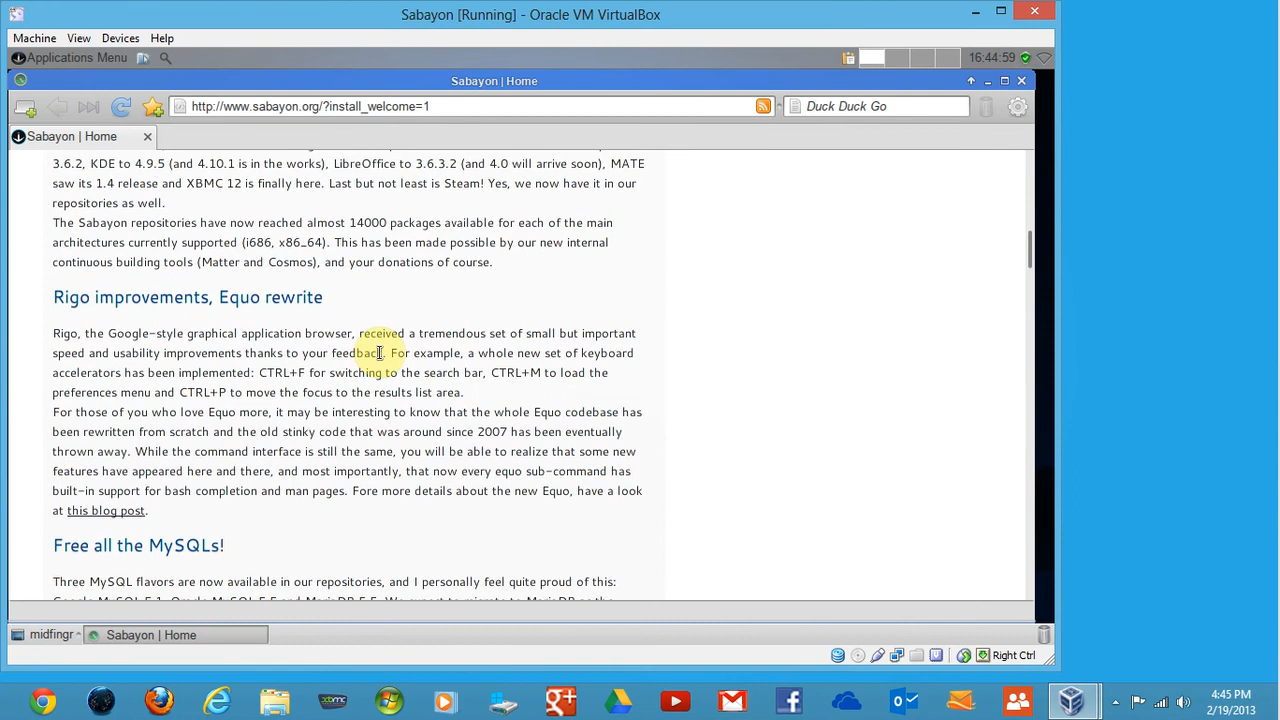 Sabayon [Running] - Oracle VM VirtualBox
Machine View Devices Help
Applications Menu 16:44:59
Sabayon | Home
http://www.sabayon.org/?install_welcome=1 Duck Duck Go
Sabayon | Home
3.6.2, KDE to 4.9.5 (and 4.10.1 is in the works), LibreOffice to 3.6.3.2 (and 4.0 will arrive soon), MATE
saw its 1.4 release and XBMC 12 is finally here. Last but not least is Steam! Yes, we now have it in our
repositories as well.
The Sabayon repositories have now reached almost 14000 packages available for each of the main
architectures currently supported (i686, x86_64). This has been made possible by our new internal
continuous building tools (Matter and Cosmos), and your donations of course.
Rigo improvements, Equo rewrite
Rigo, the Google-style graphical application browser, received a tremendous set of small but important
speed and usability improvements thanks to your feedback. For example, a whole new set of keyboard
accelerators has been implemented: CTRL+F for switching to the search bar, CTRL+M to load the
preferences menu and CTRL+P to move the focus to the results list area.
For those of you who love Equo more, it may be interesting to know that the whole Equo codebase has
been rewritten from scratch and the old stinky code that was around since 2007 has been eventually
thrown away. While the command interface is still the same, you will be able to realize that some new
features have appeared here and there, and most importantly, that now every equo sub-command has
built-in support for bash completion and man pages. Fore more details about the new Equo, have a look
at this blog post.
Free all the MySQLs!
Three MySQL flavors are now available in our repositories, and I personally feel quite proud of this:
midfingr Sabayon | Home
Right Ctrl
4:45 PM
2/19/2013